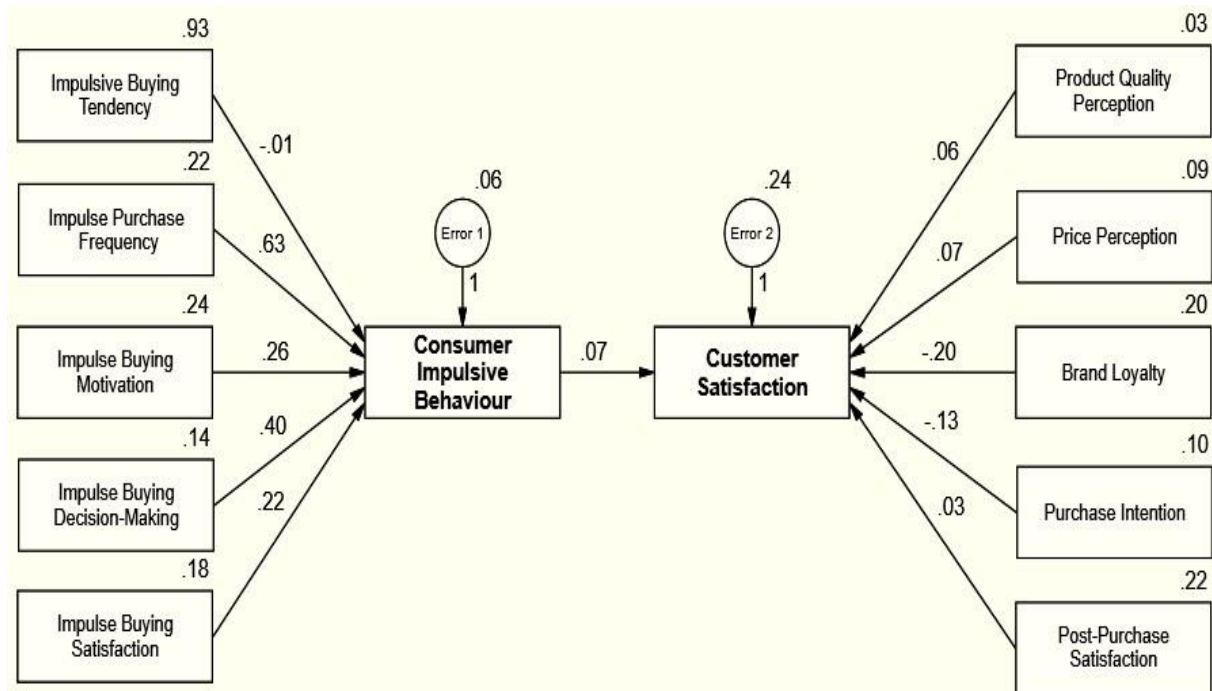 .93
Impulsive Buying
Tendency
-.01
.22
Impulse Purchase
Frequency
.63
.24
Impulse Buying
Motivation
.26
.14
Impulse Buying
Decision-Making
.40
.18
Impulse Buying
Satisfaction
.22
.06
Error 1
1
Consumer
Impulsive
Behaviour
.07
.24
Error 2
1
Customer
Satisfaction
.03
Product Quality
Perception
.06
.09
Price Perception
.07
.20
Brand Loyalty
-.20
.10
Purchase Intention
-.13
.22
Post-Purchase
Satisfaction
.03